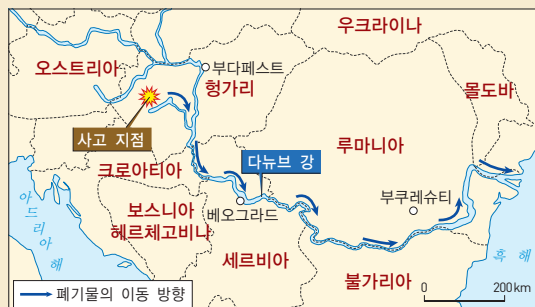 우크라이나
오스트리아
부다페스트
헝가리
몰도바
사고 지점
루마니아
크로아티아
다뉴브 강
아드리아 해
보스니아
헤르체고비나
베오그라드
부쿠레슈티
세르비아
흑해
불가리아
폐기물의 이동 방향
0 200km